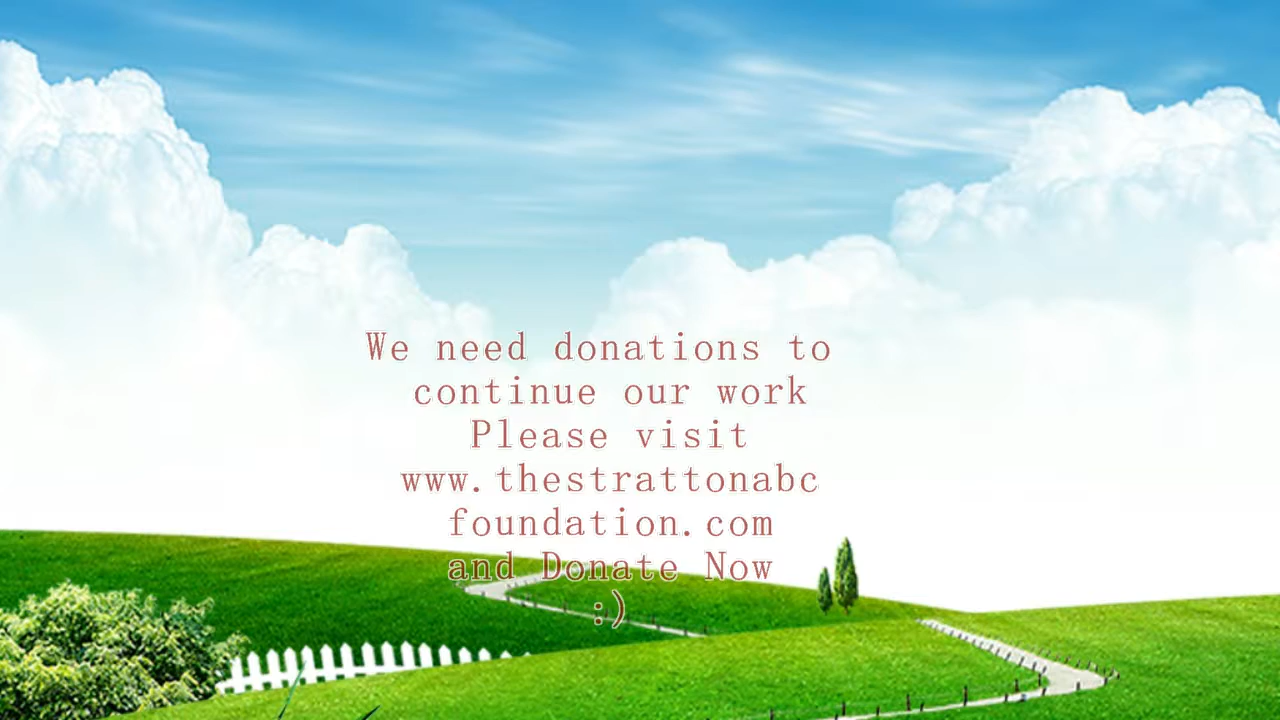 We need donations to
continue our work
Please visit
www.thestrattonabc
foundation.com
and Donate Now
:)